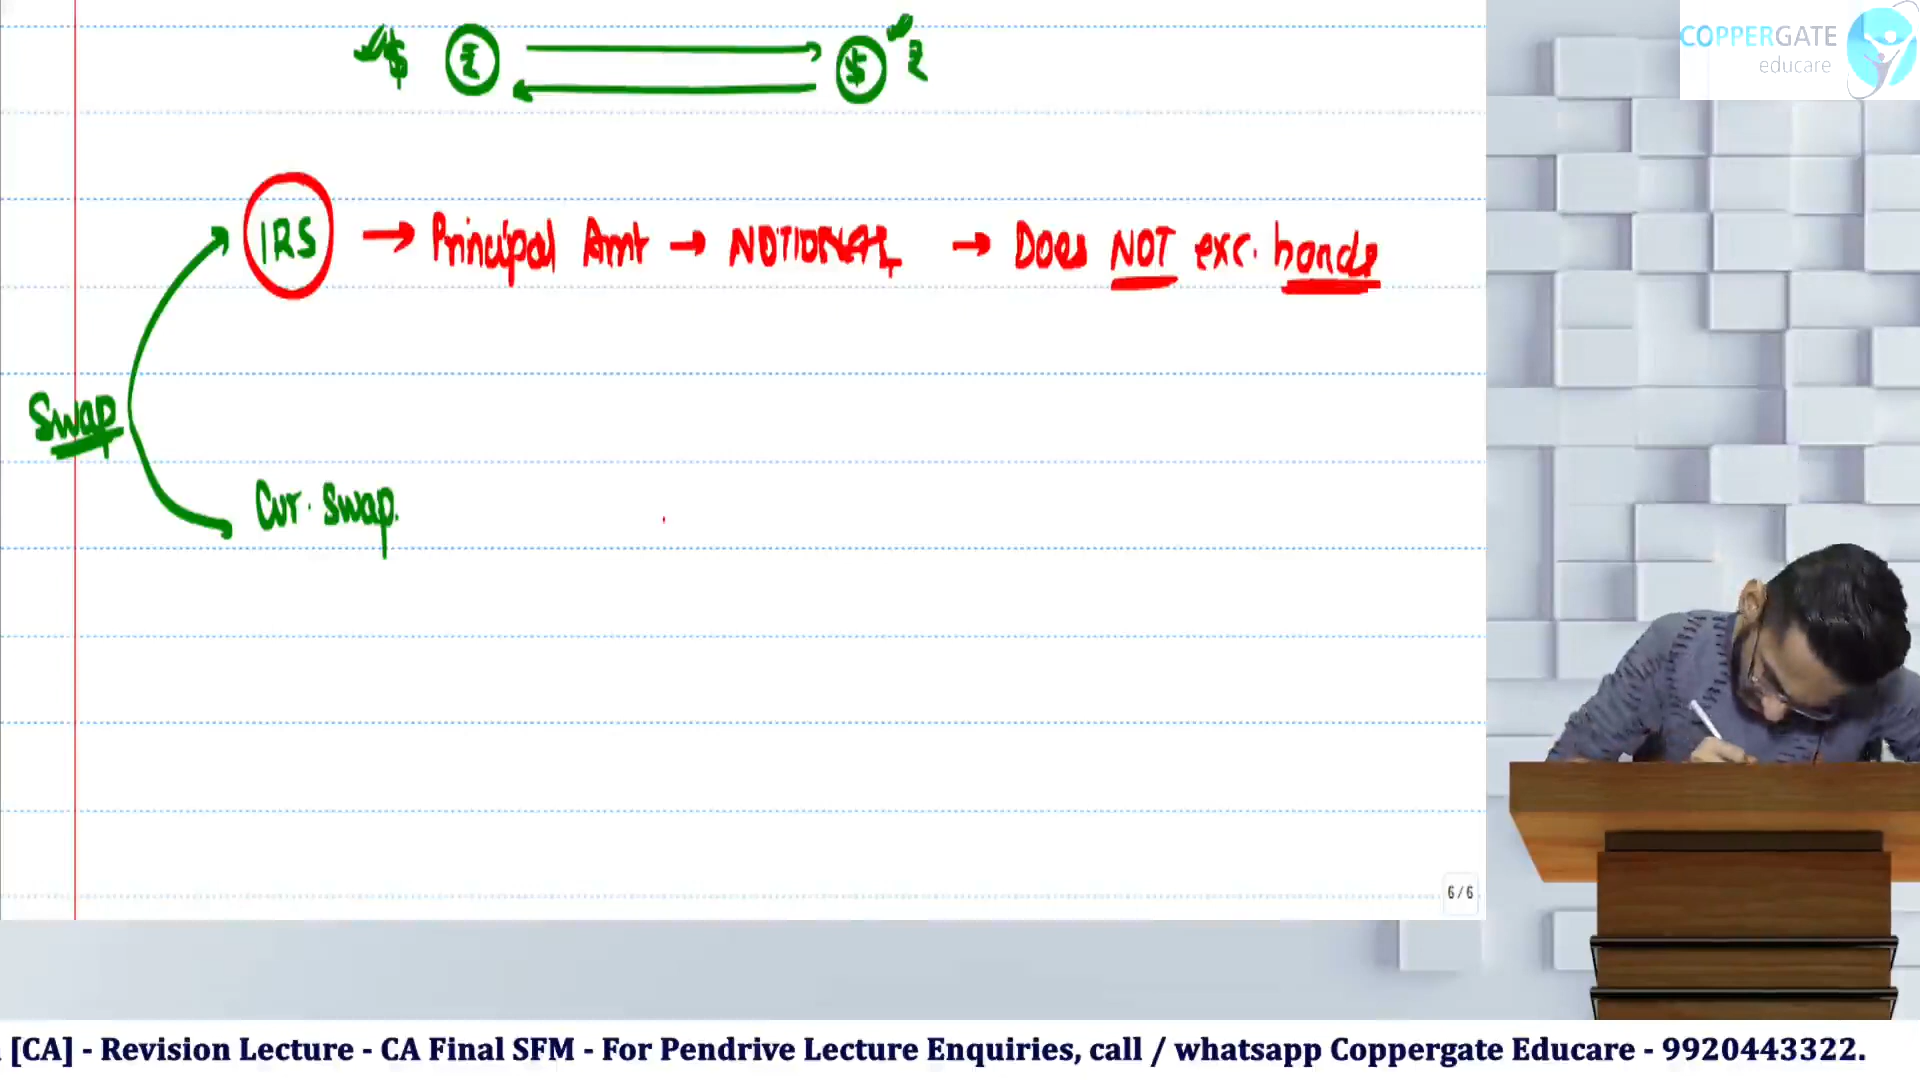 $ ₹ $ ₹
COPPERGATE
educare
IRS → Principal Amt → NOTIONAL → Does NOT exc. hands
Swap
Cur. Swap.
6/6
[CA] - Revision Lecture - CA Final SFM - For Pendrive Lecture Enquiries, call / whatsapp Coppergate Educare - 9920443322.